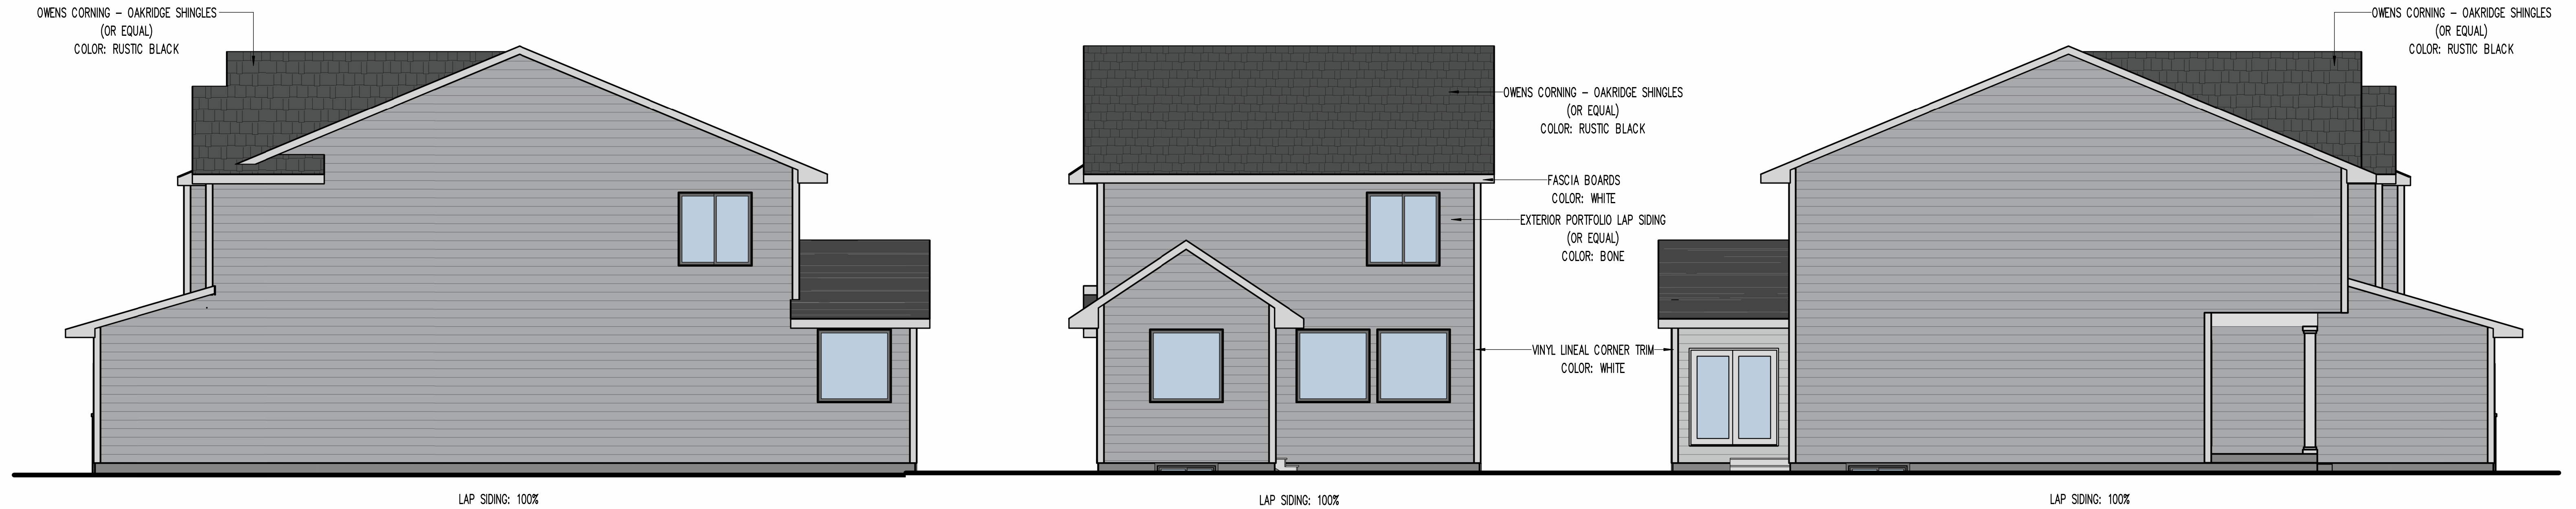 OWENS CORNING – OAKRIDGE SHINGLES
(OR EQUAL)
COLOR: RUSTIC BLACK
LAP SIDING: 100%
OWENS CORNING – OAKRIDGE SHINGLES
(OR EQUAL)
COLOR: RUSTIC BLACK
FASCIA BOARDS
COLOR: WHITE
EXTERIOR PORTFOLIO LAP SIDING
(OR EQUAL)
COLOR: BONE
VINYL LINEAL CORNER TRIM
COLOR: WHITE
LAP SIDING: 100%
OWENS CORNING – OAKRIDGE SHINGLES
(OR EQUAL)
COLOR: RUSTIC BLACK
LAP SIDING: 100%